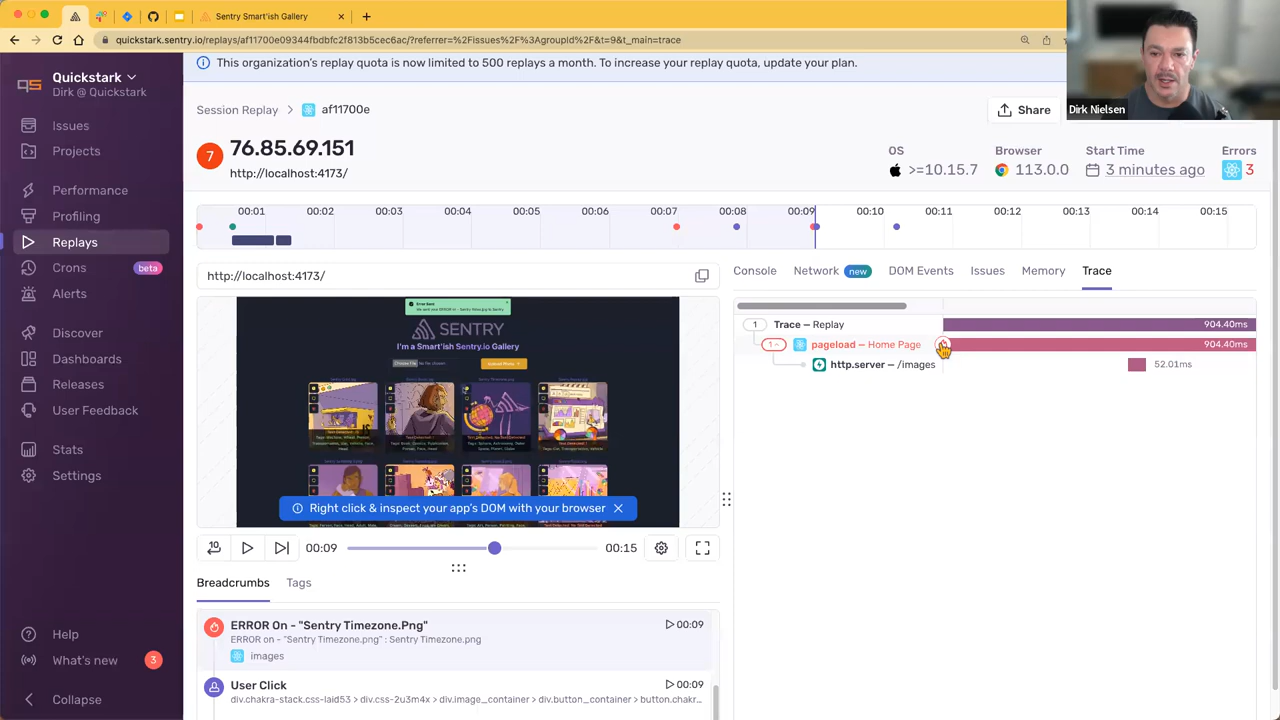 Sentry Smart'ish Gallery
quickstark.sentry.io/replays/af11700e09344fbdbfc2f813b5cec6ac/?referrer=%2Fissues%2F%3AgroupId%2F&t=9&t_main=trace
Dirk Nielsen
qs
Quickstark
Dirk @ Quickstark
Issues
Projects
Performance
Profiling
Replays
Crons
beta
Alerts
Discover
Dashboards
Releases
User Feedback
Stats
Settings
Help
What's new
3
Collapse
This organization's replay quota is now limited to 500 replays a month. To increase your replay quota, update your plan.
Session Replay
af11700e
Share
7
76.85.69.151
http://localhost:4173/
OS
>=10.15.7
Browser
113.0.0
Start Time
3 minutes ago
Errors
3
00:01 00:02 00:03 00:04 00:05 00:06 00:07 00:08 00:09 00:10 00:11 00:12 00:13 00:14 00:15
http://localhost:4173/
Error Sent
SENTRY
I'm a Smart'ish Sentry.io Gallery
Choose File
Upload Photo
Right click & inspect your app's DOM with your browser
10
00:09
00:15
Breadcrumbs
Tags
ERROR On - "Sentry Timezone.Png"
00:09
ERROR on - "Sentry Timezone.png" : Sentry Timezone.png
images
User Click
00:09
div.chakra-stack.css-laid53 > div.css-2u3m4x > div.image_container > div.button_container > button.chakr...
Console
Network
new
DOM Events
Issues
Memory
Trace
1
Trace — Replay
904.40ms
1
pageload — Home Page
904.40ms
http.server — /images
52.01ms